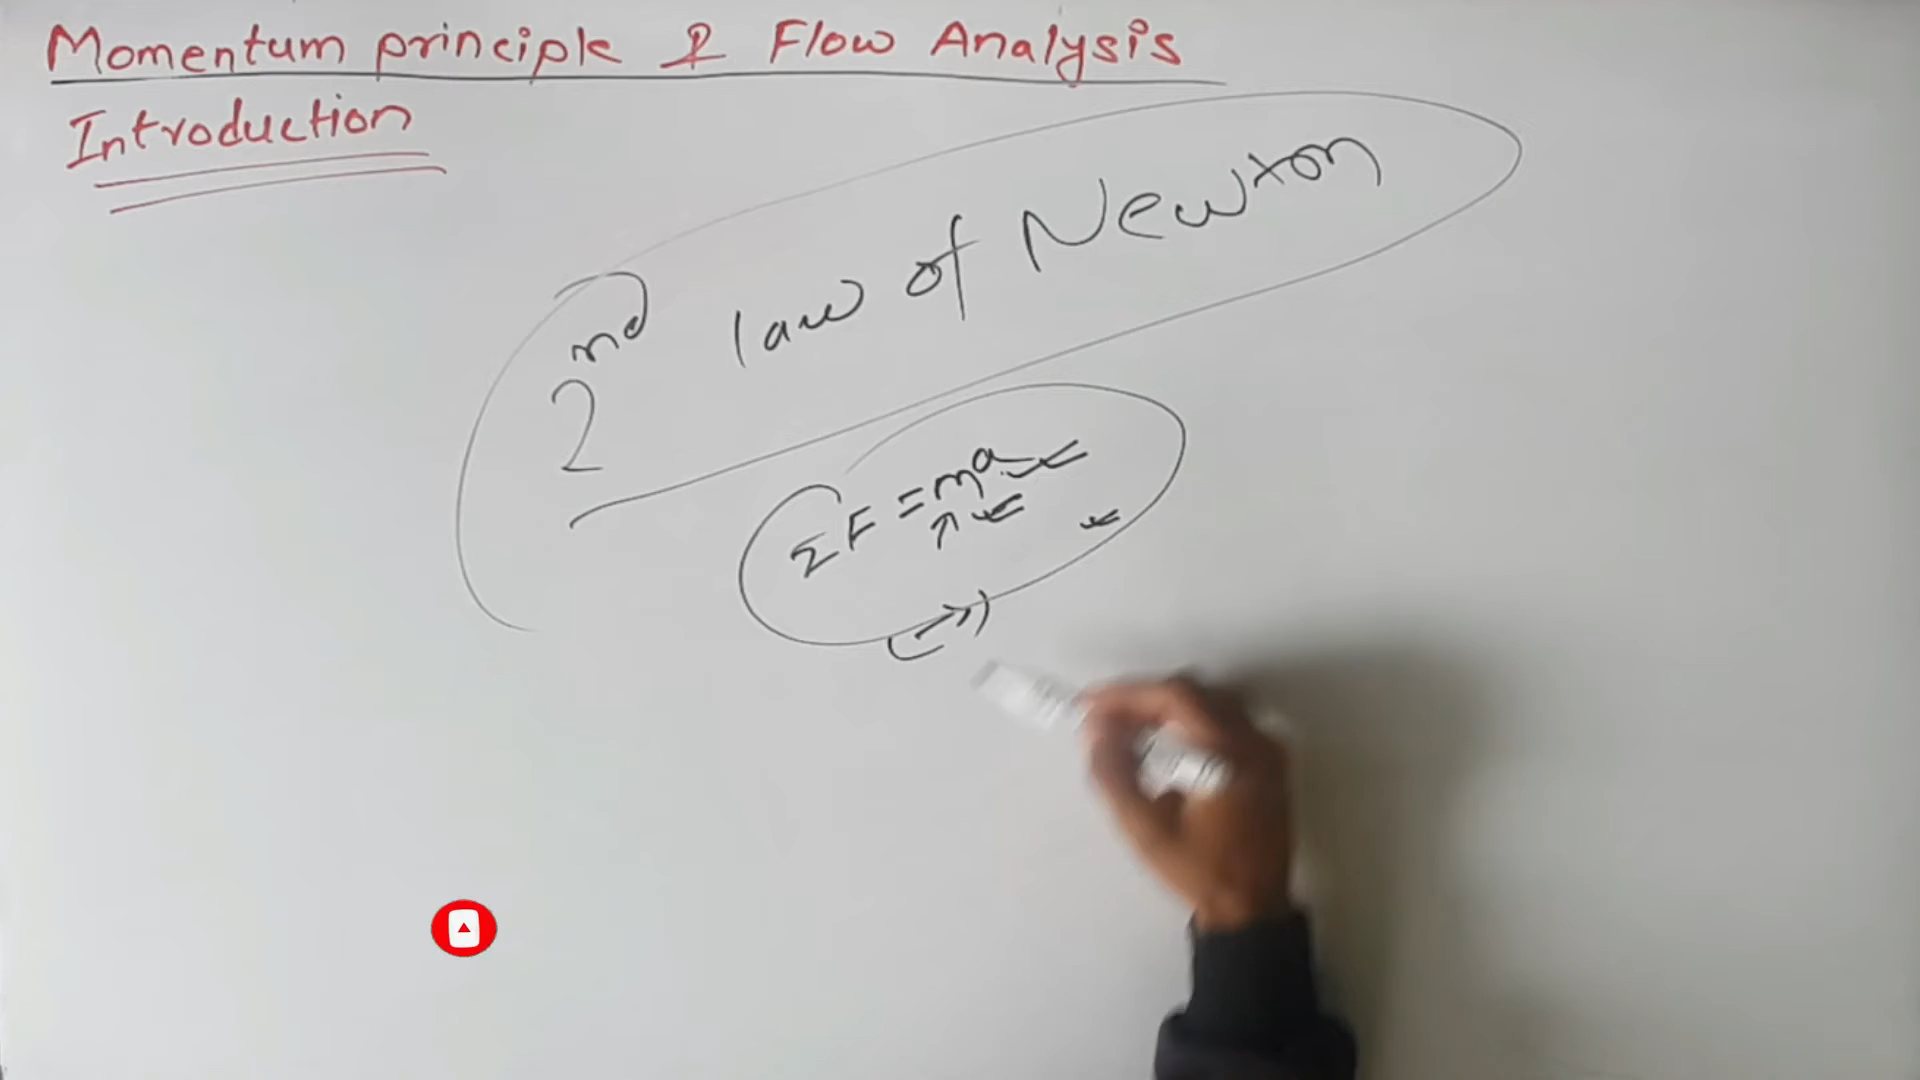 Momentum principle & Flow Analysis
Introduction
2nd law of Newton
ΣF = ma